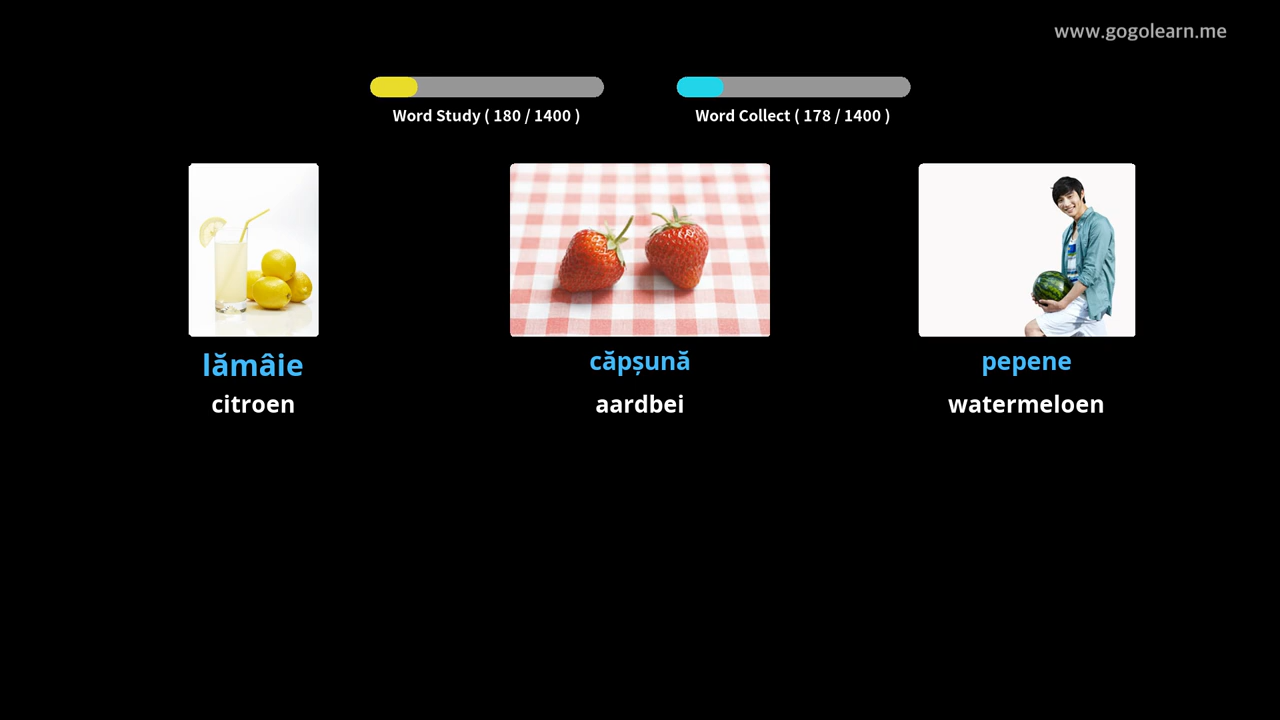 www.gogolearn.me
Word Study ( 180 / 1400 )
Word Collect ( 178 / 1400 )
lămâie
căpșună
pepene
citroen
aardbei
watermeloen